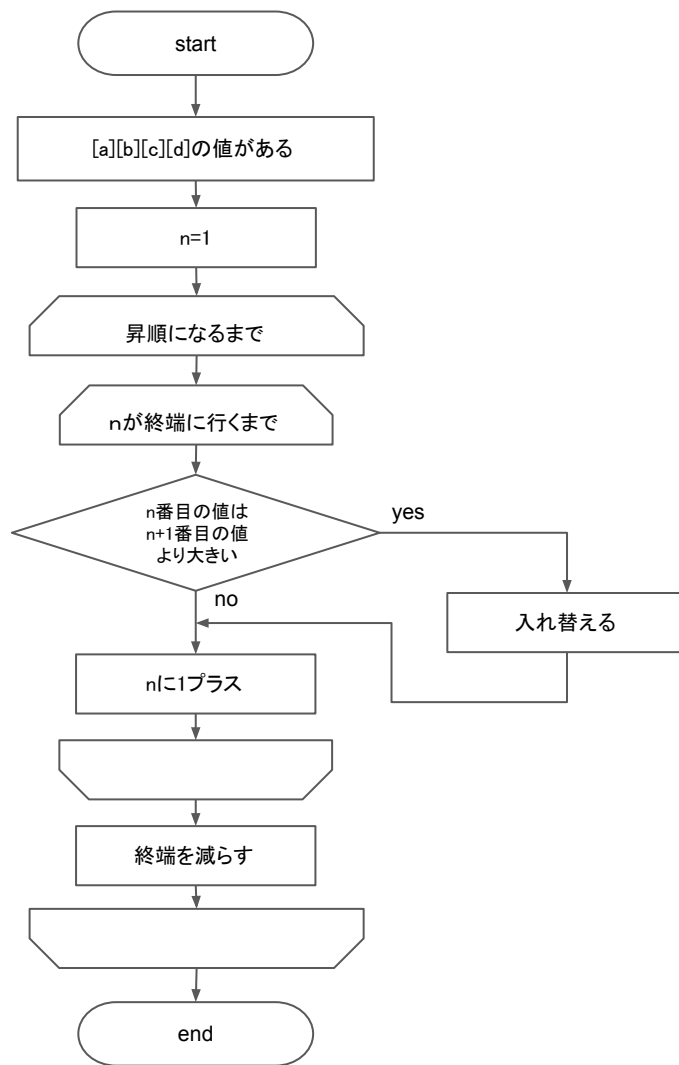 start
[a][b][c][d]の値がある
n=1
昇順になるまで
ｎが終端に行くまで
n番目の値は
n+1番目の値
より大きい
yes
no
入れ替える
nに1プラス
終端を減らす
end